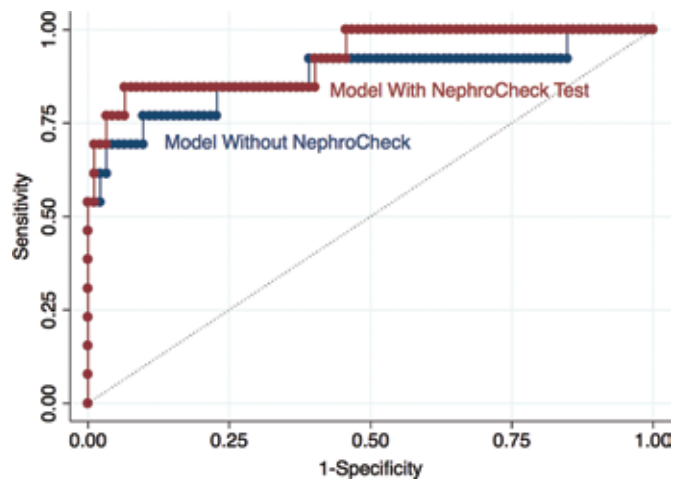 1.00
0.75
0.50
0.25
0.00
Sensitivity
Model With NephroCheck Test
Model Without NephroCheck
0.00 0.25 0.50 0.75 1.00
1-Specificity